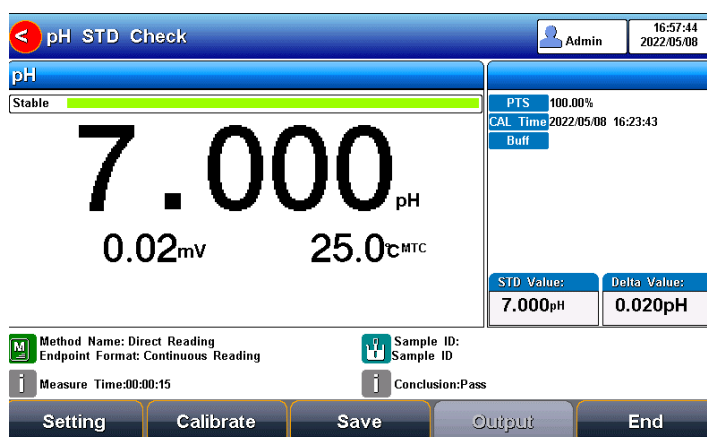 < pH STD Check
Admin
16:57:44
2022/05/08
pH
Stable
7.000pH
0.02mV
25.0℃MTC
PTS 100.00%
CAL Time 2022/05/08 16:23:43
Buff
STD Value:
7.000pH
Delta Value:
0.020pH
M
Method Name: Direct Reading
Endpoint Format: Continuous Reading
Sample ID:
Sample ID
i
Measure Time:00:00:15
i
Conclusion:Pass
Setting
Calibrate
Save
Output
End